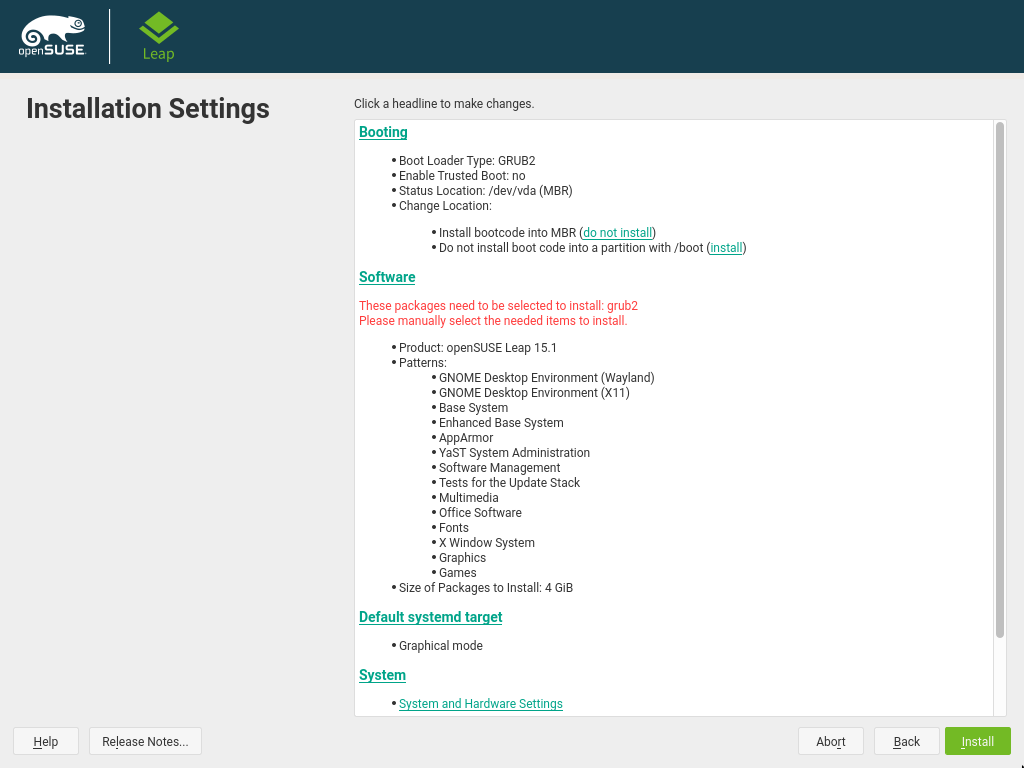 openSUSE
Leap
Installation Settings
Click a headline to make changes.
Booting
• Boot Loader Type: GRUB2
• Enable Trusted Boot: no
• Status Location: /dev/vda (MBR)
• Change Location:
• Install bootcode into MBR (do not install)
• Do not install boot code into a partition with /boot (install)
Software
These packages need to be selected to install: grub2
Please manually select the needed items to install.
• Product: openSUSE Leap 15.1
• Patterns:
• GNOME Desktop Environment (Wayland)
• GNOME Desktop Environment (X11)
• Base System
• Enhanced Base System
• AppArmor
• YaST System Administration
• Software Management
• Tests for the Update Stack
• Multimedia
• Office Software
• Fonts
• X Window System
• Graphics
• Games
• Size of Packages to Install: 4 GiB
Default systemd target
• Graphical mode
System
• System and Hardware Settings
Help Release Notes... Abort Back Install